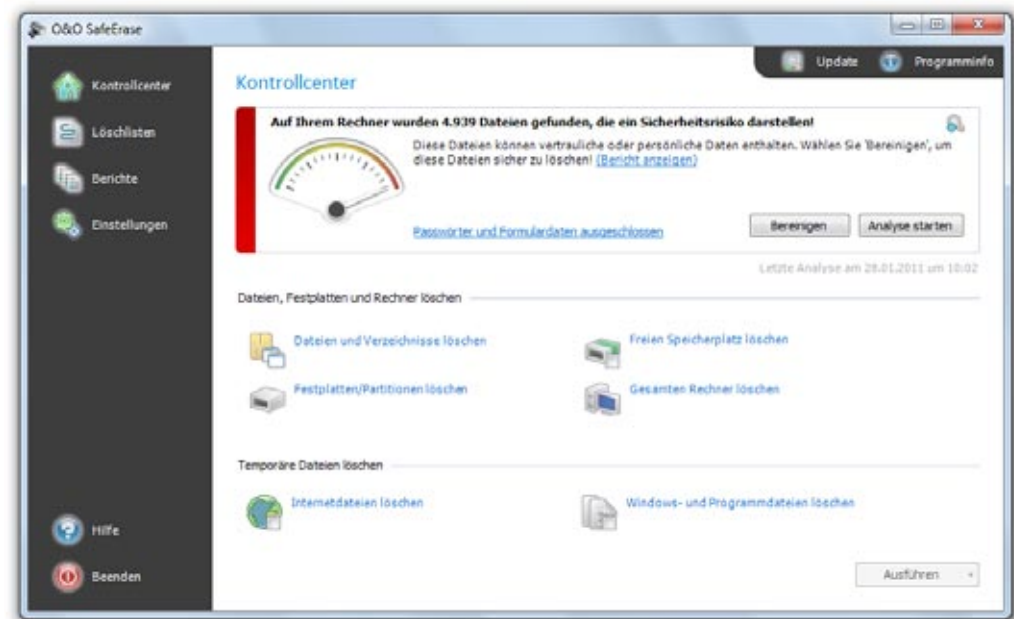 O&O SafeErase
Update
Programminfo
Kontrollcenter
Löschlisten
Berichte
Einstellungen
Hilfe
Beenden
Kontrollcenter
Auf Ihrem Rechner wurden 4.939 Dateien gefunden, die ein Sicherheitsrisiko darstellen!
Diese Dateien können vertrauliche oder persönliche Daten enthalten. Wählen Sie 'Bereinigen', um
diese Dateien sicher zu löschen! (Bericht anzeigen)
Passwörter und Formulardaten ausgeschlossen
Bereinigen
Analyse starten
Letzte Analyse am 28.01.2011 um 10:02
Dateien, Festplatten und Rechner löschen
Dateien und Verzeichnisse löschen
Freien Speicherplatz löschen
Festplatten/Partitionen löschen
Gesamten Rechner löschen
Temporäre Dateien löschen
Internetdateien löschen
Windows- und Programmdateien löschen
Ausführen